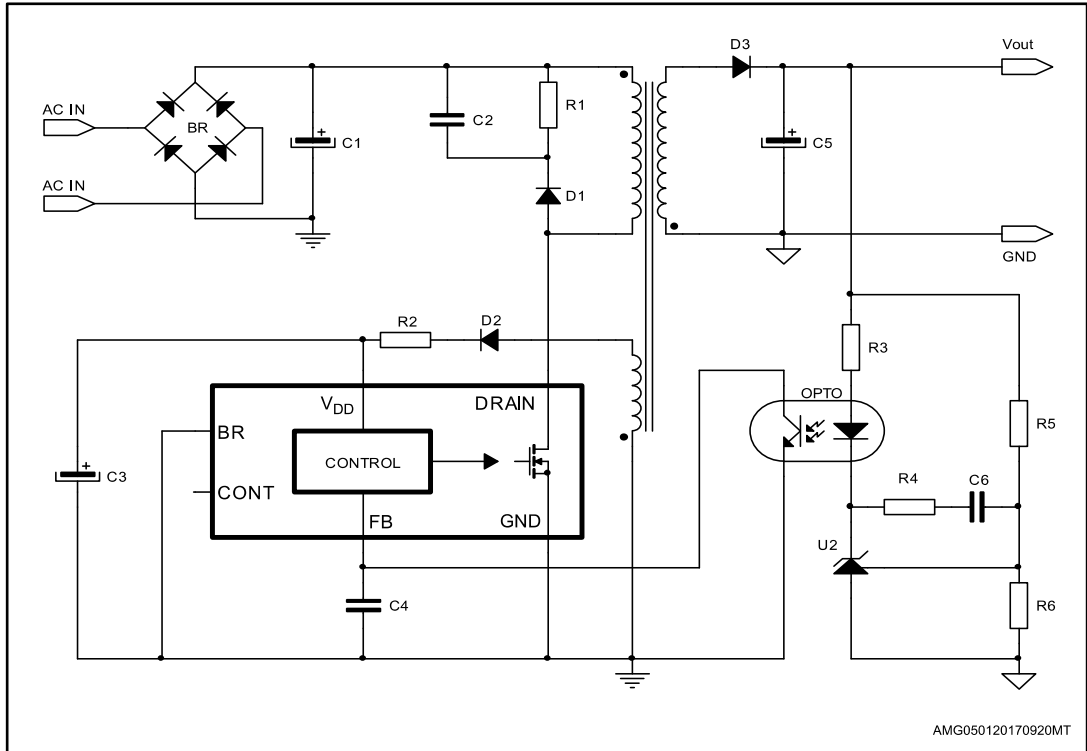 D3
Vout
AC IN
BR
C1
C2
R1
C5
AC IN
D1
GND
R2
D2
R3
OPTO
V_DD
DRAIN
BR
CONTROL
R5
C3
CONT
R4
C6
FB
GND
U2
C4
R6
AMG050120170920MT
+
+
+